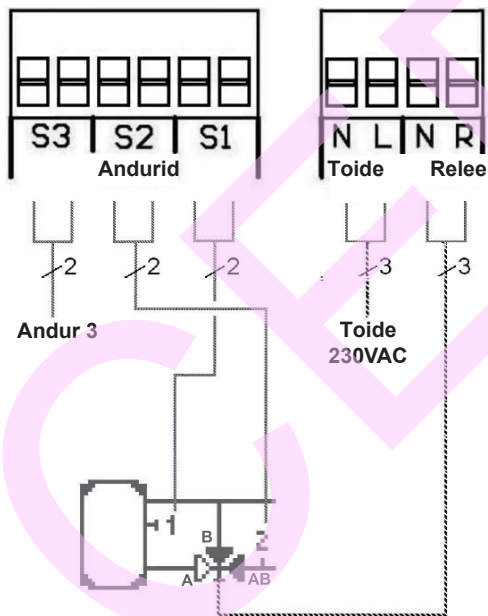 S3 S2 S1 N L N R
Andurid Toide Relee
2 2 2 3 3
Andur 3 Toide
230VAC
1
B 2
A AB